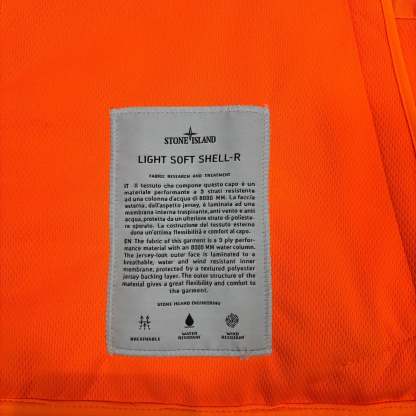 STONE ISLAND
LIGHT SOFT SHELL-R
FABRIC RESEARCH AND TREATMENT
IT Il tessuto che compone questo capo è un
materiale performante a 3 strati resistente
ad una colonna d'acqua di 8000 MM. La faccia
esterna, dall'aspetto jersey, è laminata ad una
membrana interna traspirante, anti vento e anti
acqua, protetta da un ulteriore strato di polieste-
re operato. La costruzione del tessuto esterno
dona un'ottima flessibilità e comfort al capo.
EN The fabric of this garment is a 3 ply perfor-
mance material with an 8000 MM water column.
The jersey-look outer face is laminated to a
breathable, water and wind resistant inner
membrane, protected by a textured polyester
jersey backing layer. The outer structure of the
material gives a great flexibility and comfort to
the garment.
STONE ISLAND ENGINEERING
BREATHABLE
WATER
RESISTANT
WIND
RESISTANT